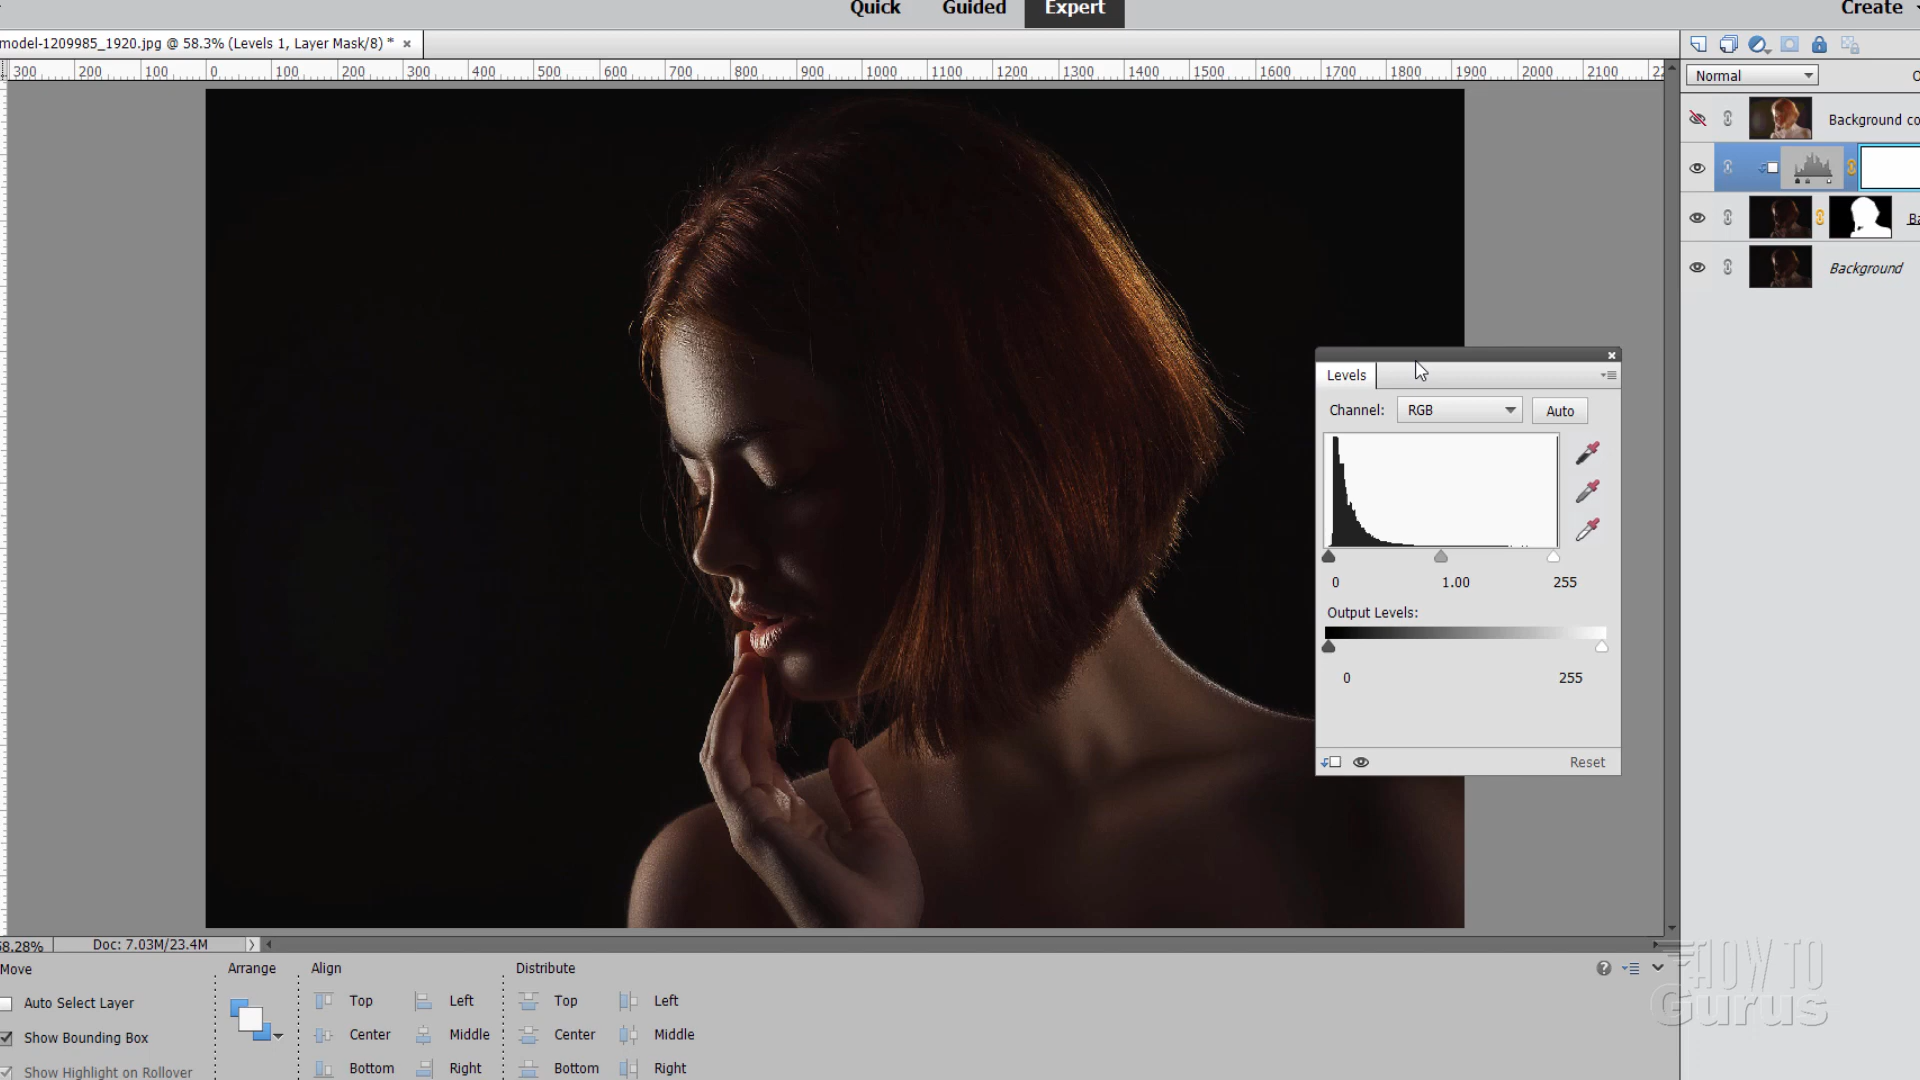 Quick Guided Expert Create
model-1209985_1920.jpg @ 58.3% (Levels 1, Layer Mask/8) * ×
300 200 100 0 100 200 300 400 500 600 700 800 900 1000 1100 1200 1300 1400 1500 1600 1700 1800 1900 2000 2100 22
Normal O
Background co
Ba
Background
Levels
Channel: RGB Auto
0 1.00 255
Output Levels:
0 255
Reset
58.28% Doc: 7.03M/23.4M
Move Arrange Align Distribute
Auto Select Layer Top Left Top Left
Show Bounding Box Center Middle Center Middle
Show Highlight on Rollover Bottom Right Bottom Right
HOW TO
Gurus